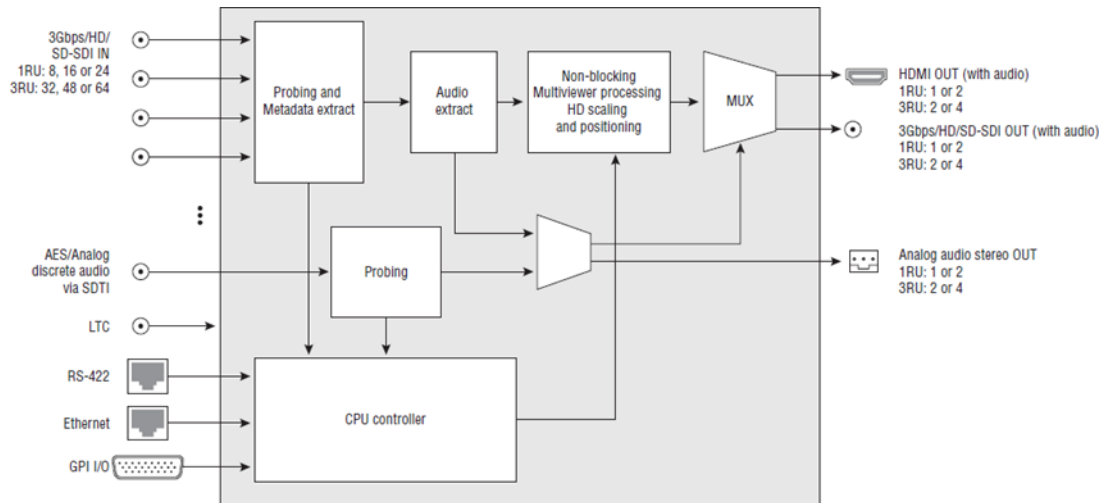 3Gbps/HD/
SD-SDI IN
1RU: 8, 16 or 24
3RU: 32, 48 or 64
Probing and
Metadata extract
Audio
extract
Non-blocking
Multiviewer processing
HD scaling
and positioning
MUX
HDMI OUT (with audio)
1RU: 1 or 2
3RU: 2 or 4
3Gbps/HD/SD-SDI OUT (with audio)
1RU: 1 or 2
3RU: 2 or 4
AES/Analog
discrete audio
via SDTI
Probing
Analog audio stereo OUT
1RU: 1 or 2
3RU: 2 or 4
LTC
RS-422
Ethernet
GPI I/O
CPU controller